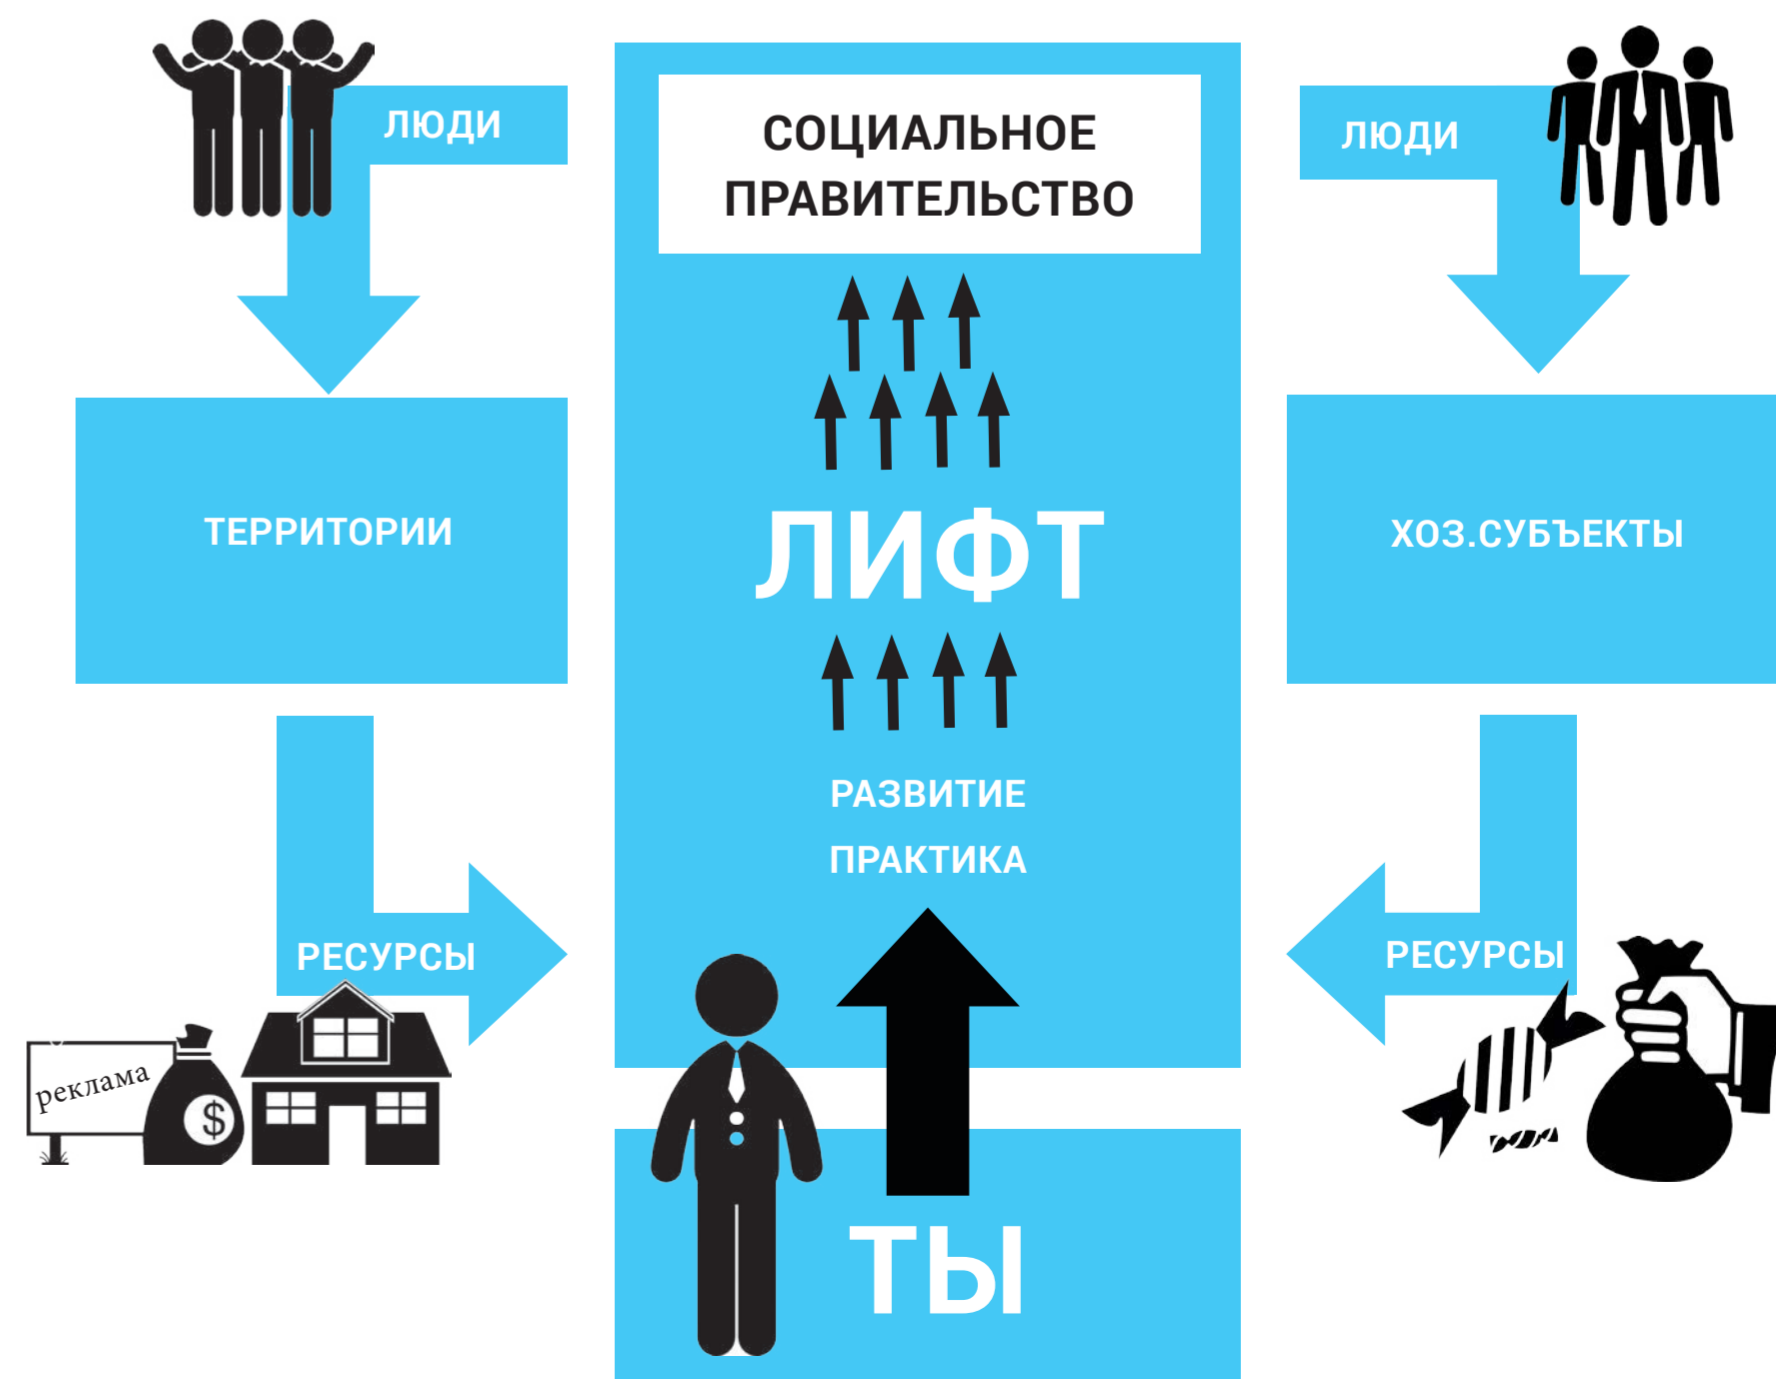 ЛЮДИ
СОЦИАЛЬНОЕ
ПРАВИТЕЛЬСТВО
ЛЮДИ
ТЕРРИТОРИИ
ЛИФТ
ХОЗ.СУБЪЕКТЫ
РАЗВИТИЕ
ПРАКТИКА
РЕСУРСЫ
РЕСУРСЫ
реклама
$
ТЫ